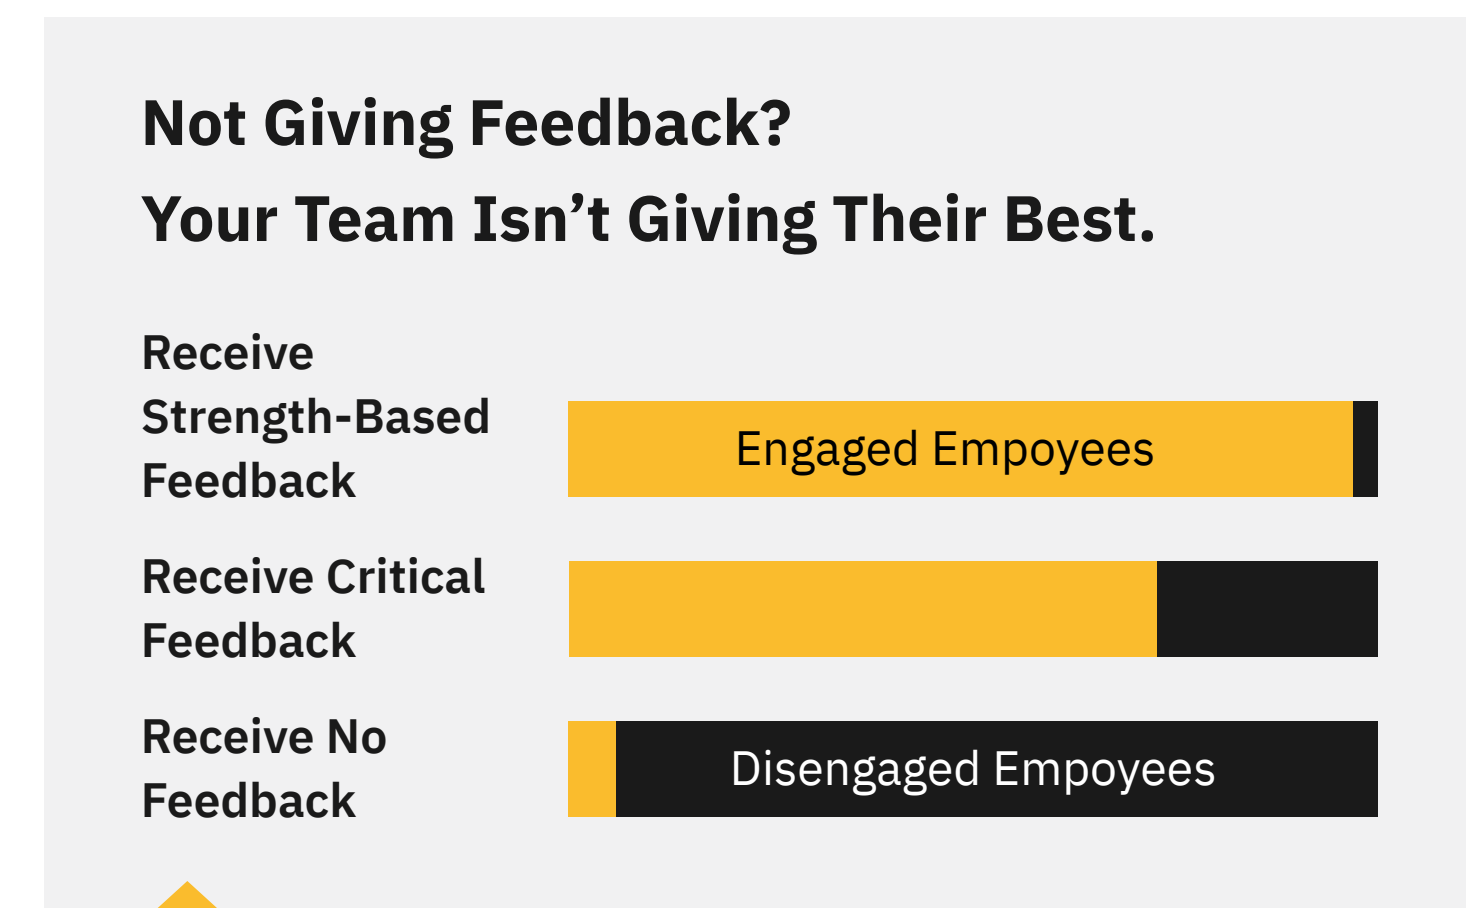 Not Giving Feedback?
Your Team Isn’t Giving Their Best.
Receive
Strength-Based
Feedback
Engaged Empoyees
Receive Critical
Feedback
Receive No
Feedback
Disengaged Empoyees